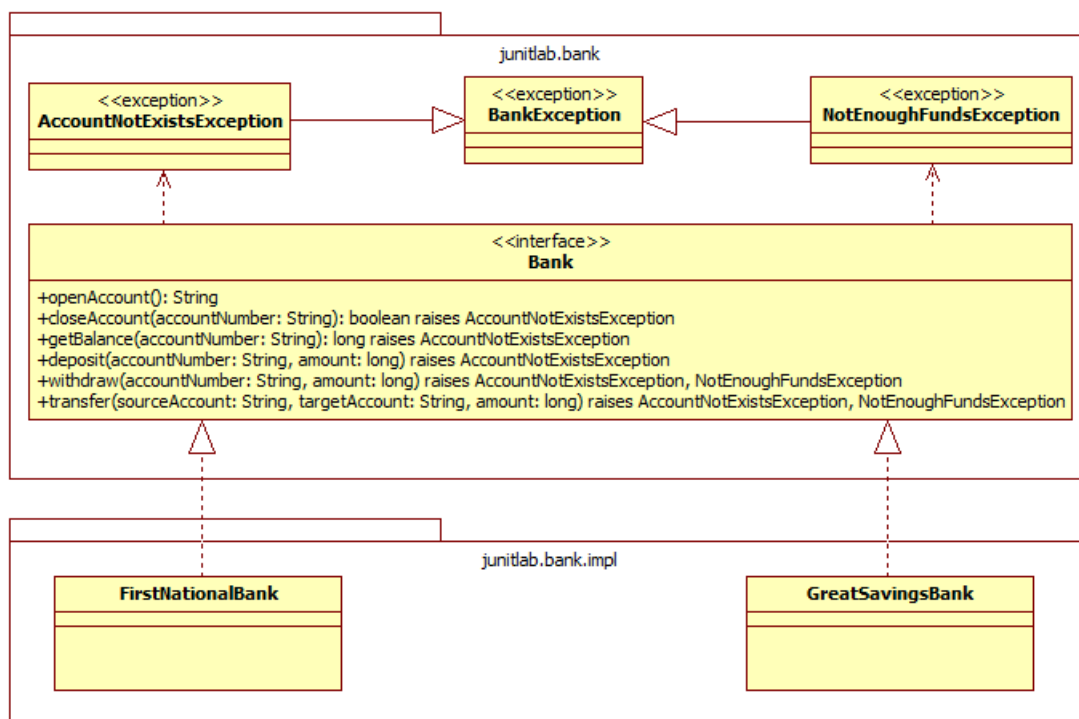 junitlab.bank
<<exception>>
AccountNotExistsException
<<exception>>
BankException
<<exception>>
NotEnoughFundsException
<<interface>>
Bank
+openAccount(): String
+closeAccount(accountNumber: String): boolean raises AccountNotExistsException
+getBalance(accountNumber: String): long raises AccountNotExistsException
+deposit(accountNumber: String, amount: long) raises AccountNotExistsException
+withdraw(accountNumber: String, amount: long) raises AccountNotExistsException, NotEnoughFundsException
+transfer(sourceAccount: String, targetAccount: String, amount: long) raises AccountNotExistsException, NotEnoughFundsException
junitlab.bank.impl
FirstNationalBank
GreatSavingsBank